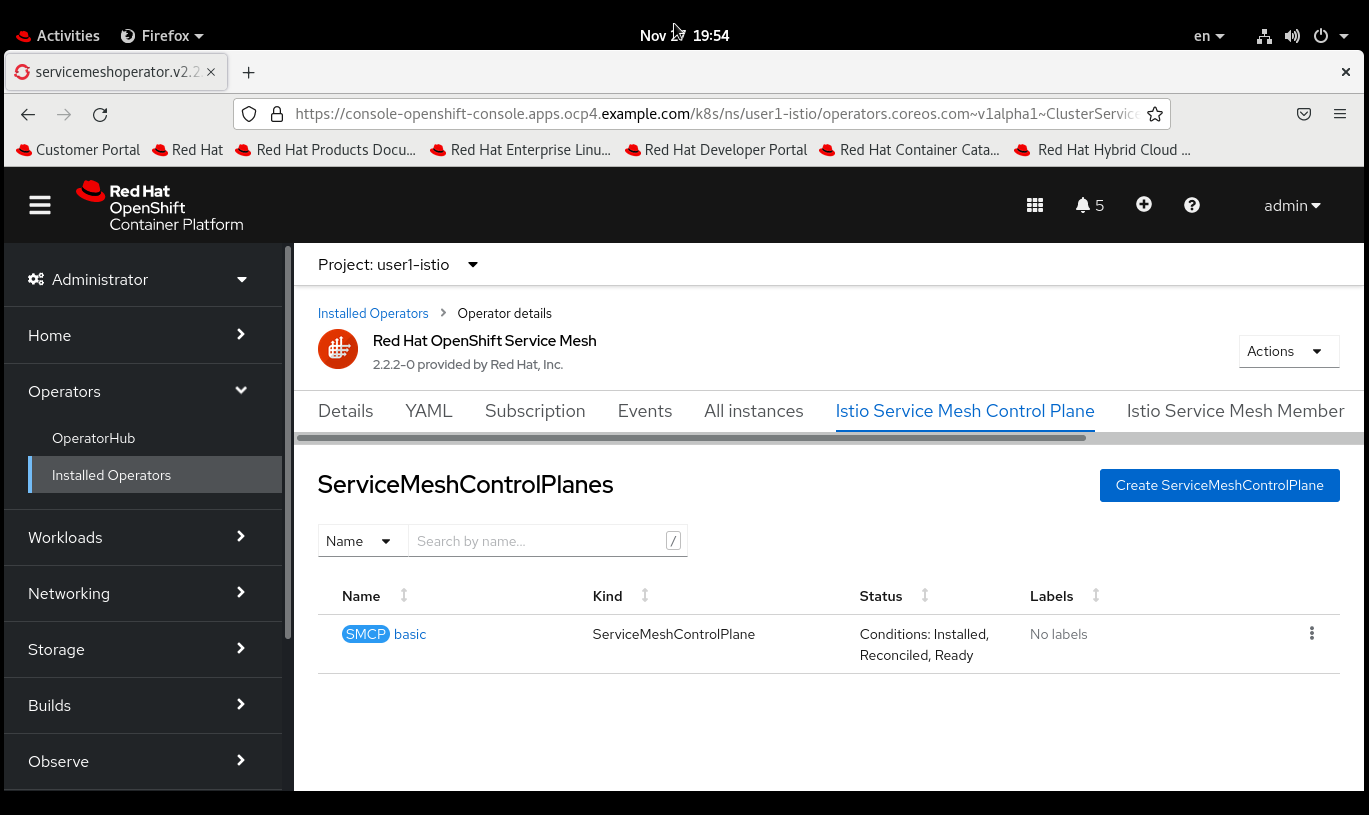 Activities Firefox Nov 19:54 en
servicemeshoperator.v2.2
https://console-openshift-console.apps.ocp4.example.com/k8s/ns/user1-istio/operators.coreos.com~v1alpha1~ClusterService
Customer Portal Red Hat Red Hat Products Docu... Red Hat Enterprise Linu... Red Hat Developer Portal Red Hat Container Cata... Red Hat Hybrid Cloud ...
Red Hat
OpenShift
Container Platform
5 admin
Administrator
Home
Operators
OperatorHub
Installed Operators
Workloads
Networking
Storage
Builds
Observe
Project: user1-istio
Installed Operators > Operator details
Red Hat OpenShift Service Mesh
2.2.2-0 provided by Red Hat, Inc.
Actions
Details YAML Subscription Events All instances Istio Service Mesh Control Plane Istio Service Mesh Member
ServiceMeshControlPlanes
Create ServiceMeshControlPlane
Name Search by name... /
Name Kind Status Labels
SMCP basic ServiceMeshControlPlane Conditions: Installed, No labels
Reconciled, Ready